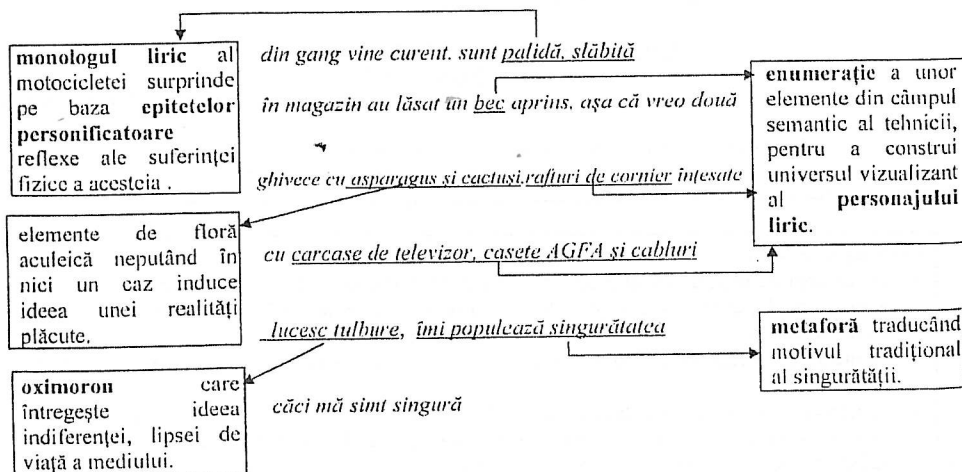 monologul liric al
motocicletei surprinde
pe baza epitetelor
personificatoare
reflexe ale suferinței
fizice a acesteia .
elemente de floră
aculeică neputând în
nici un caz induce
ideea unei realități
plăcute.
oximoron care
întregește ideea
indiferenței, lipsei de
viață a mediului.
din gang vine curent. sunt palidă, slăbită
în magazin au lăsat un bec aprins, așa că vreo două
ghivece cu asparagus și cactuși,rafturi de cornier înțesate
cu carcase de televizor, casete AGFA și cabluri
lucesc tulbure, îmi populează singurătatea
căci mă simt singură
enumerație a unor
elemente din câmpul
semantic al tehnicii,
pentru a construi
universul vizualizant
al personajului
liric.
metaforă traducând
motivul tradițional
al singurătății.